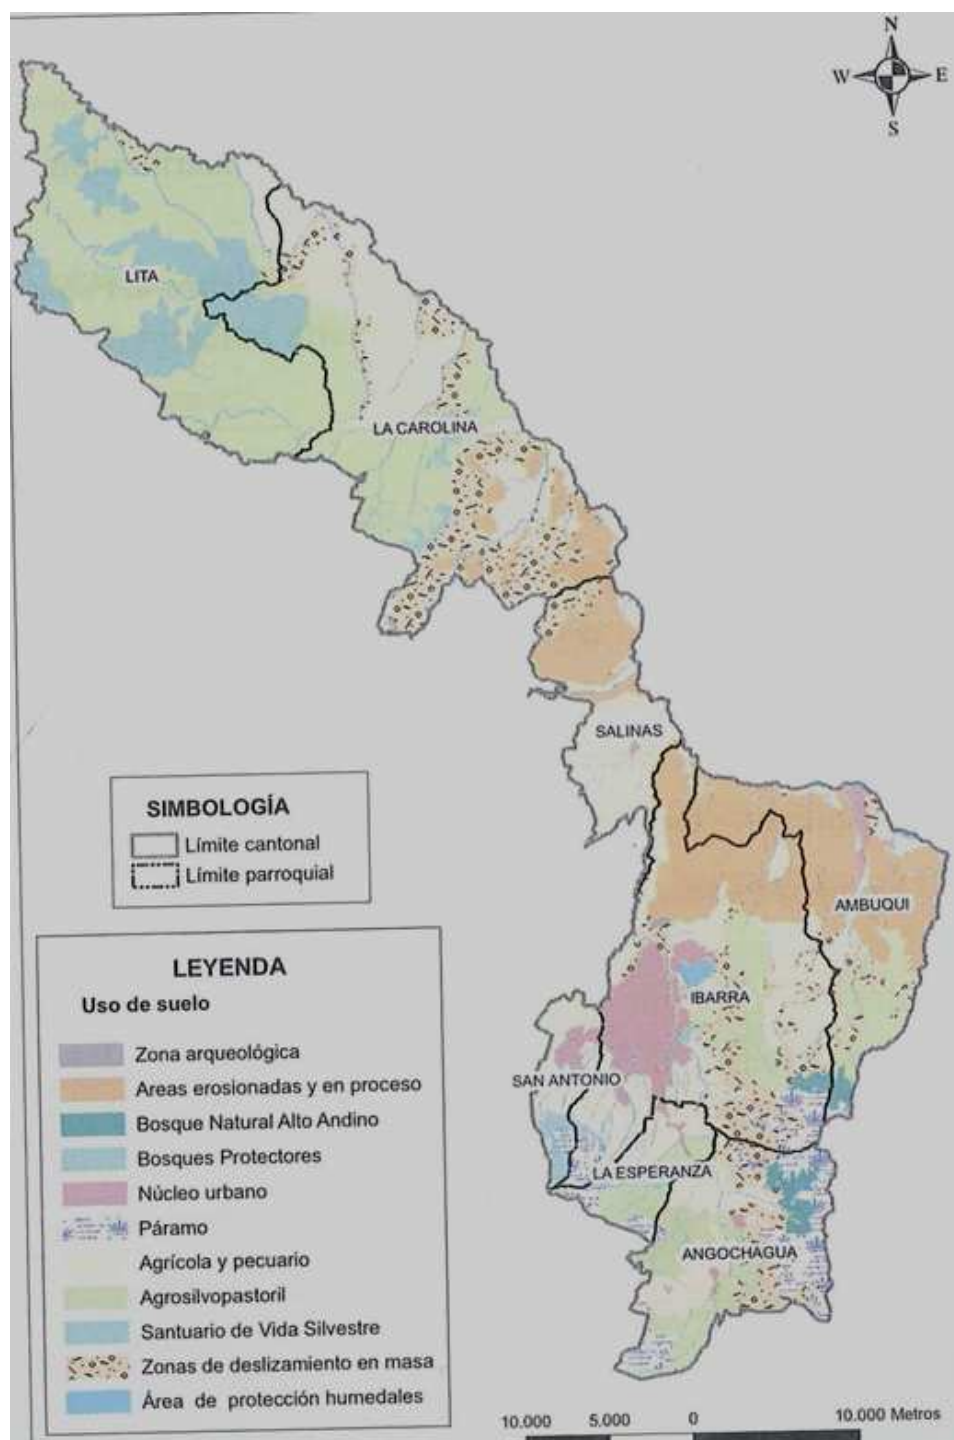 N
W E
S
LITA
LA CAROLINA
SALINAS
AMBUQUI
IBARRA
SAN ANTONIO
LA ESPERANZA
ANGOCHAGUA
SIMBOLOGÍA
Límite cantonal
Límite parroquial
LEYENDA
Uso de suelo
Zona arqueológica
Areas erosionadas y en proceso
Bosque Natural Alto Andino
Bosques Protectores
Núcleo urbano
Páramo
Agrícola y pecuario
Agrosilvopastoril
Santuario de Vida Silvestre
Zonas de deslizamiento en masa
Área de protección humedales
10.000 5.000 0 10.000 Metros